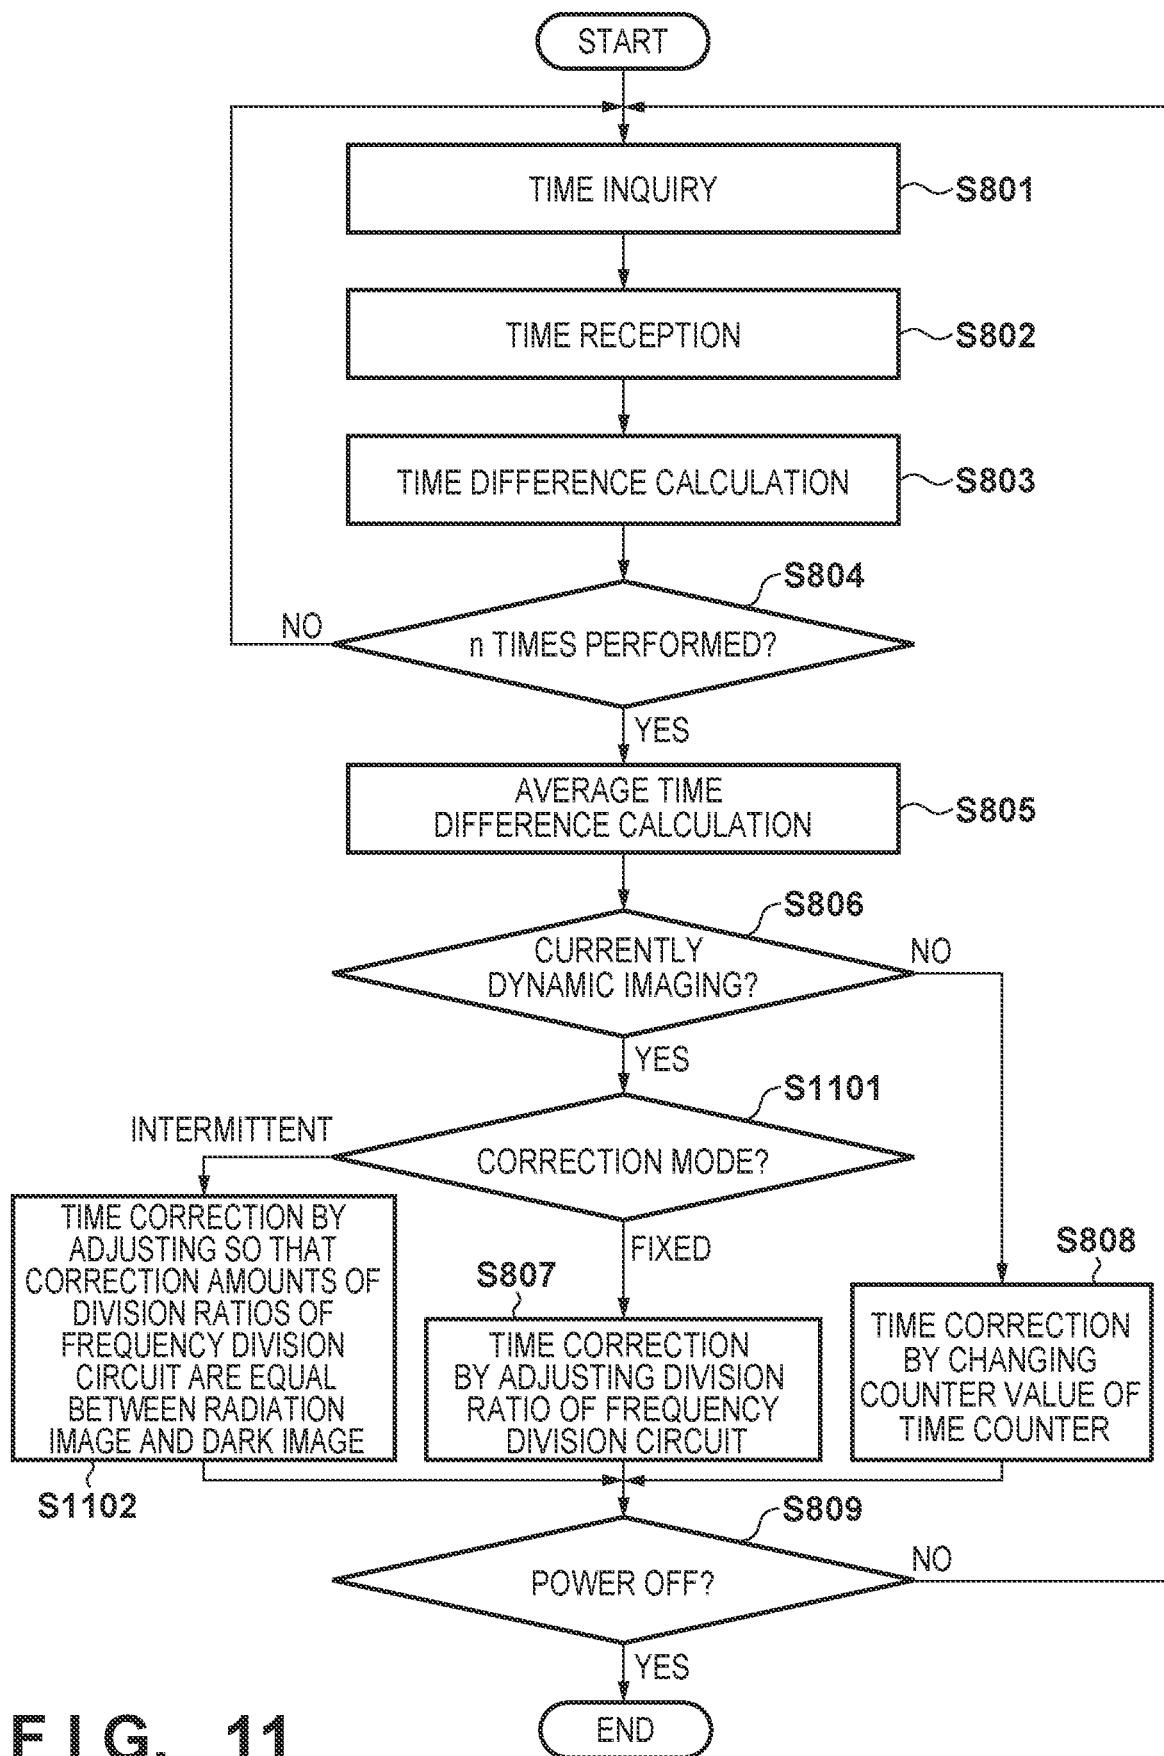 START
TIME INQUIRY
S801
TIME RECEPTION
S802
TIME DIFFERENCE CALCULATION
S803
S804
NO
n TIMES PERFORMED?
YES
AVERAGE TIME
DIFFERENCE CALCULATION
S805
S806
CURRENTLY
DYNAMIC IMAGING?
NO
YES
S1101
INTERMITTENT
CORRECTION MODE?
FIXED
TIME CORRECTION BY
ADJUSTING SO THAT
CORRECTION AMOUNTS OF
DIVISION RATIOS OF
FREQUENCY DIVISION
CIRCUIT ARE EQUAL
BETWEEN RADIATION
IMAGE AND DARK IMAGE
S1102
S807
TIME CORRECTION
BY ADJUSTING DIVISION
RATIO OF FREQUENCY
DIVISION CIRCUIT
S808
TIME CORRECTION
BY CHANGING
COUNTER VALUE OF
TIME COUNTER
S809
POWER OFF?
NO
YES
END
FIG. 11